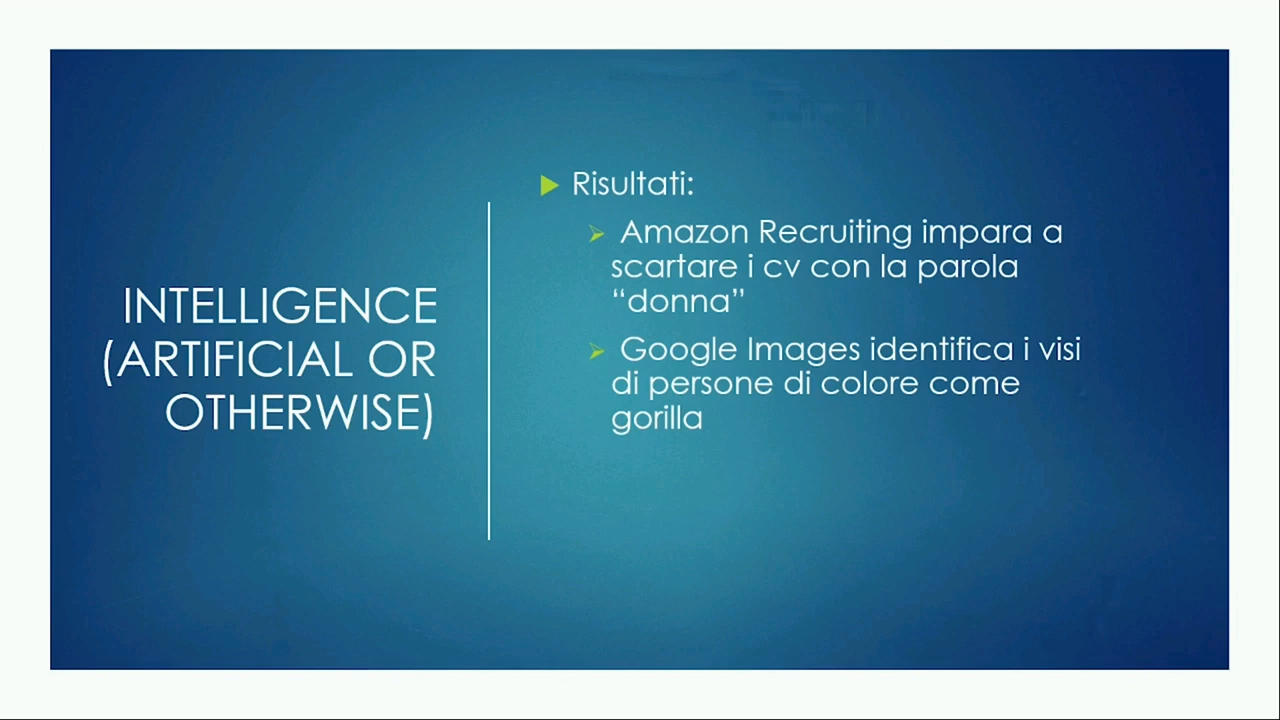 INTELLIGENCE
(ARTIFICIAL OR
OTHERWISE)
Risultati:
Amazon Recruiting impara a
scartare i cv con la parola
“donna”
Google Images identifica i visi
di persone di colore come
gorilla